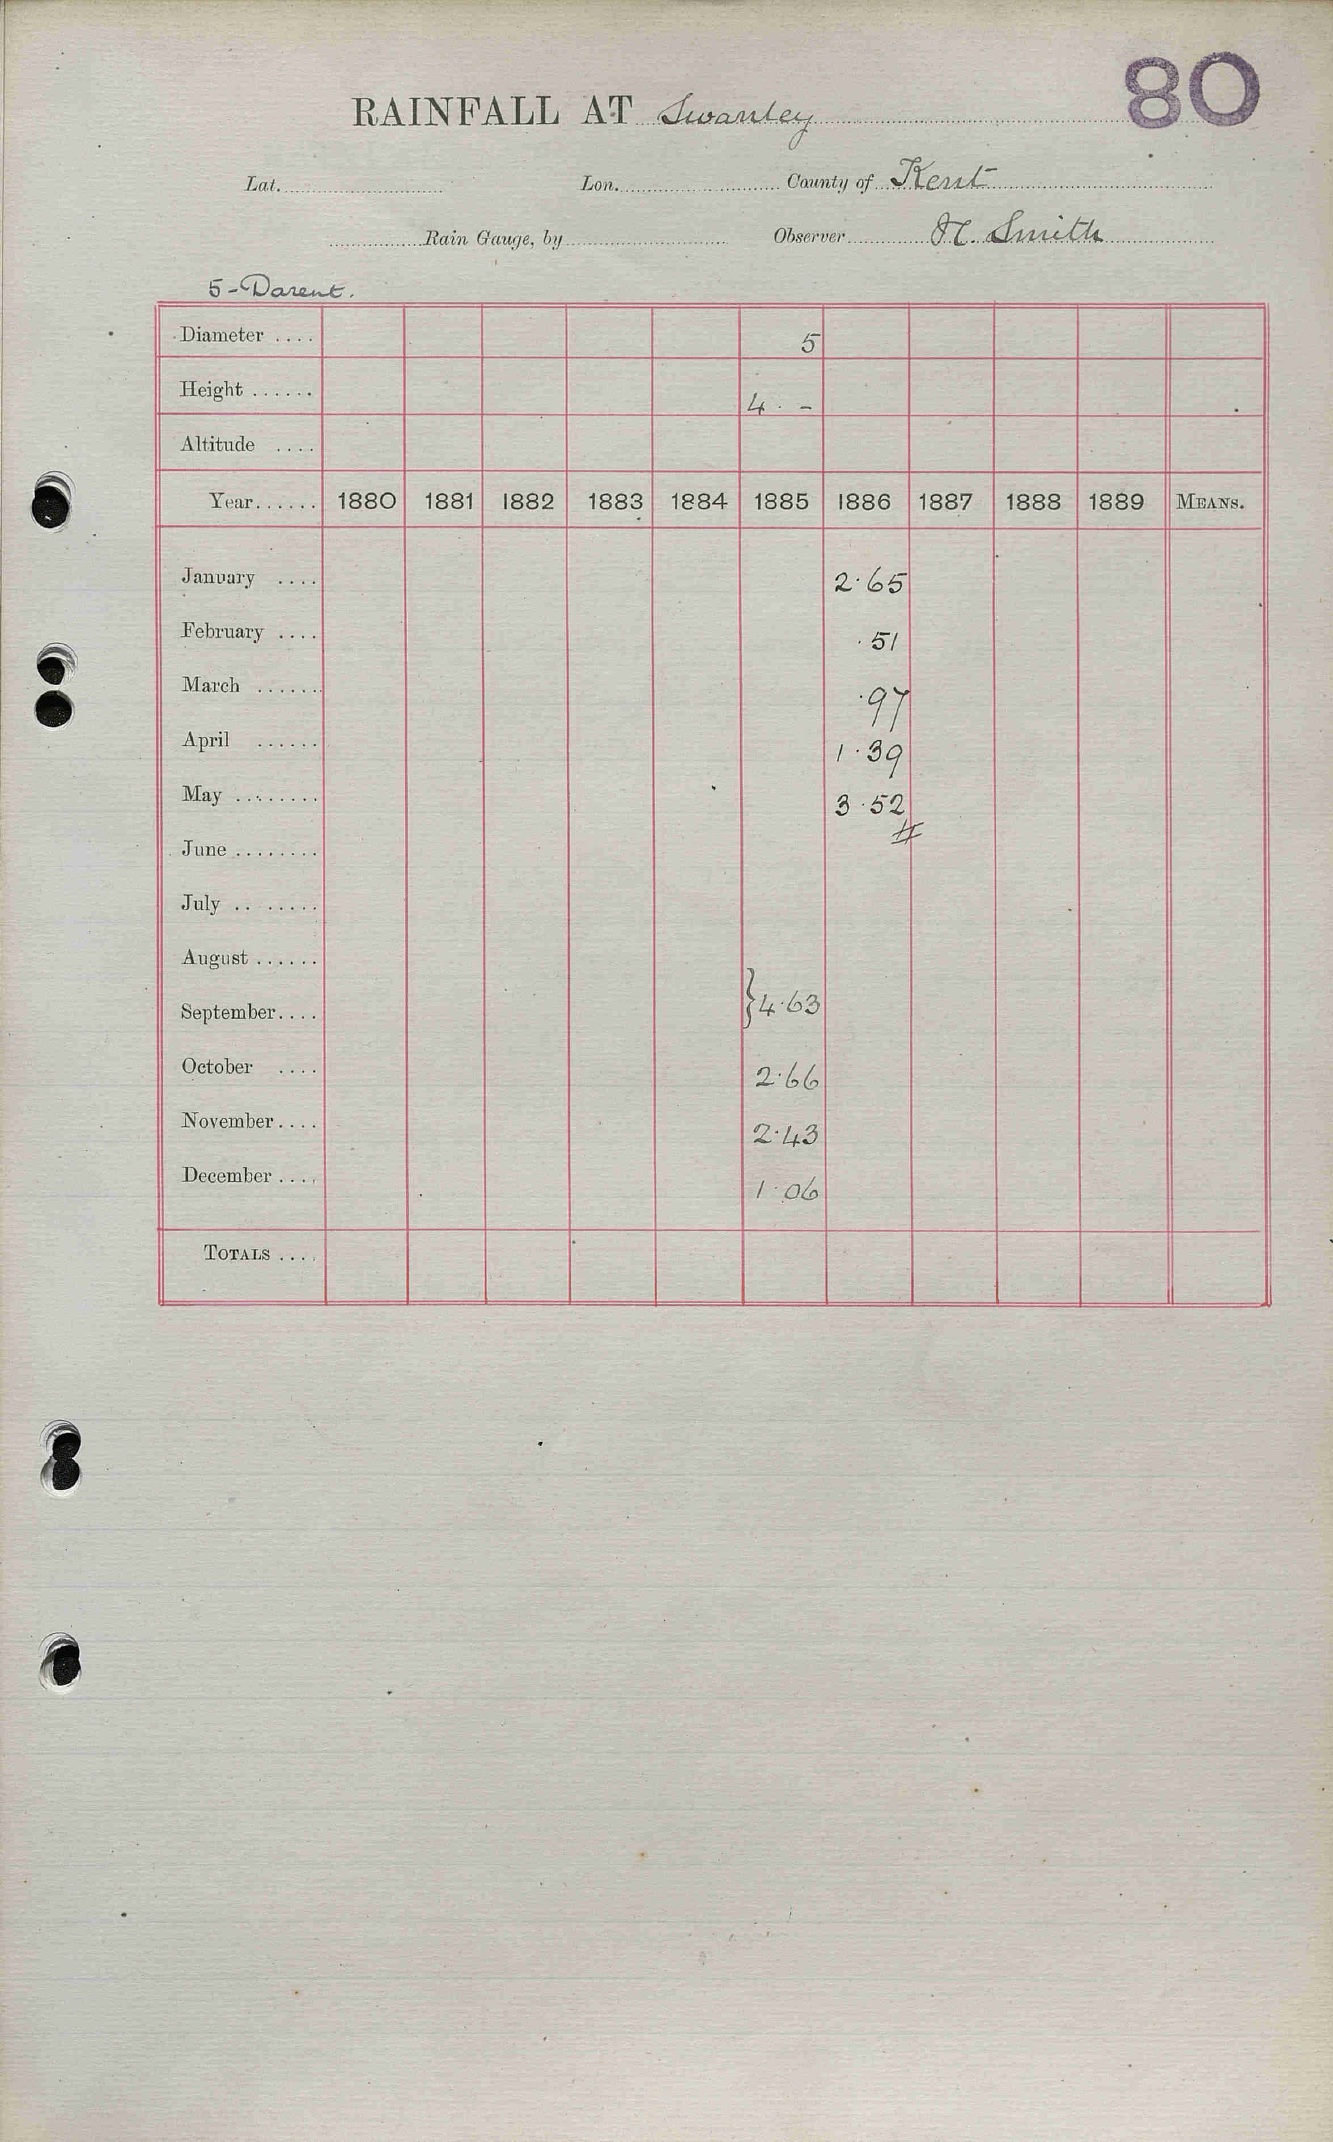 80
RAINFALL AT Swanley
Lat. Lon. County of Kent
Rain Gauge, by Observer H. Smith
5-Darent.
Diameter .... 5
Height ...... 4 . -
Altitude ....
Year...... 1880 1881 1882 1883 1884 1885 1886 1887 1888 1889 MEANS.
January .... 2.65
February .... .51
March ...... .97
April ...... 1.39
May ........ 3.52
#
June ........
July .. ......
August ......
September.... }4.63
October .... 2.66
November.... 2.43
December .... 1.06
TOTALS ....